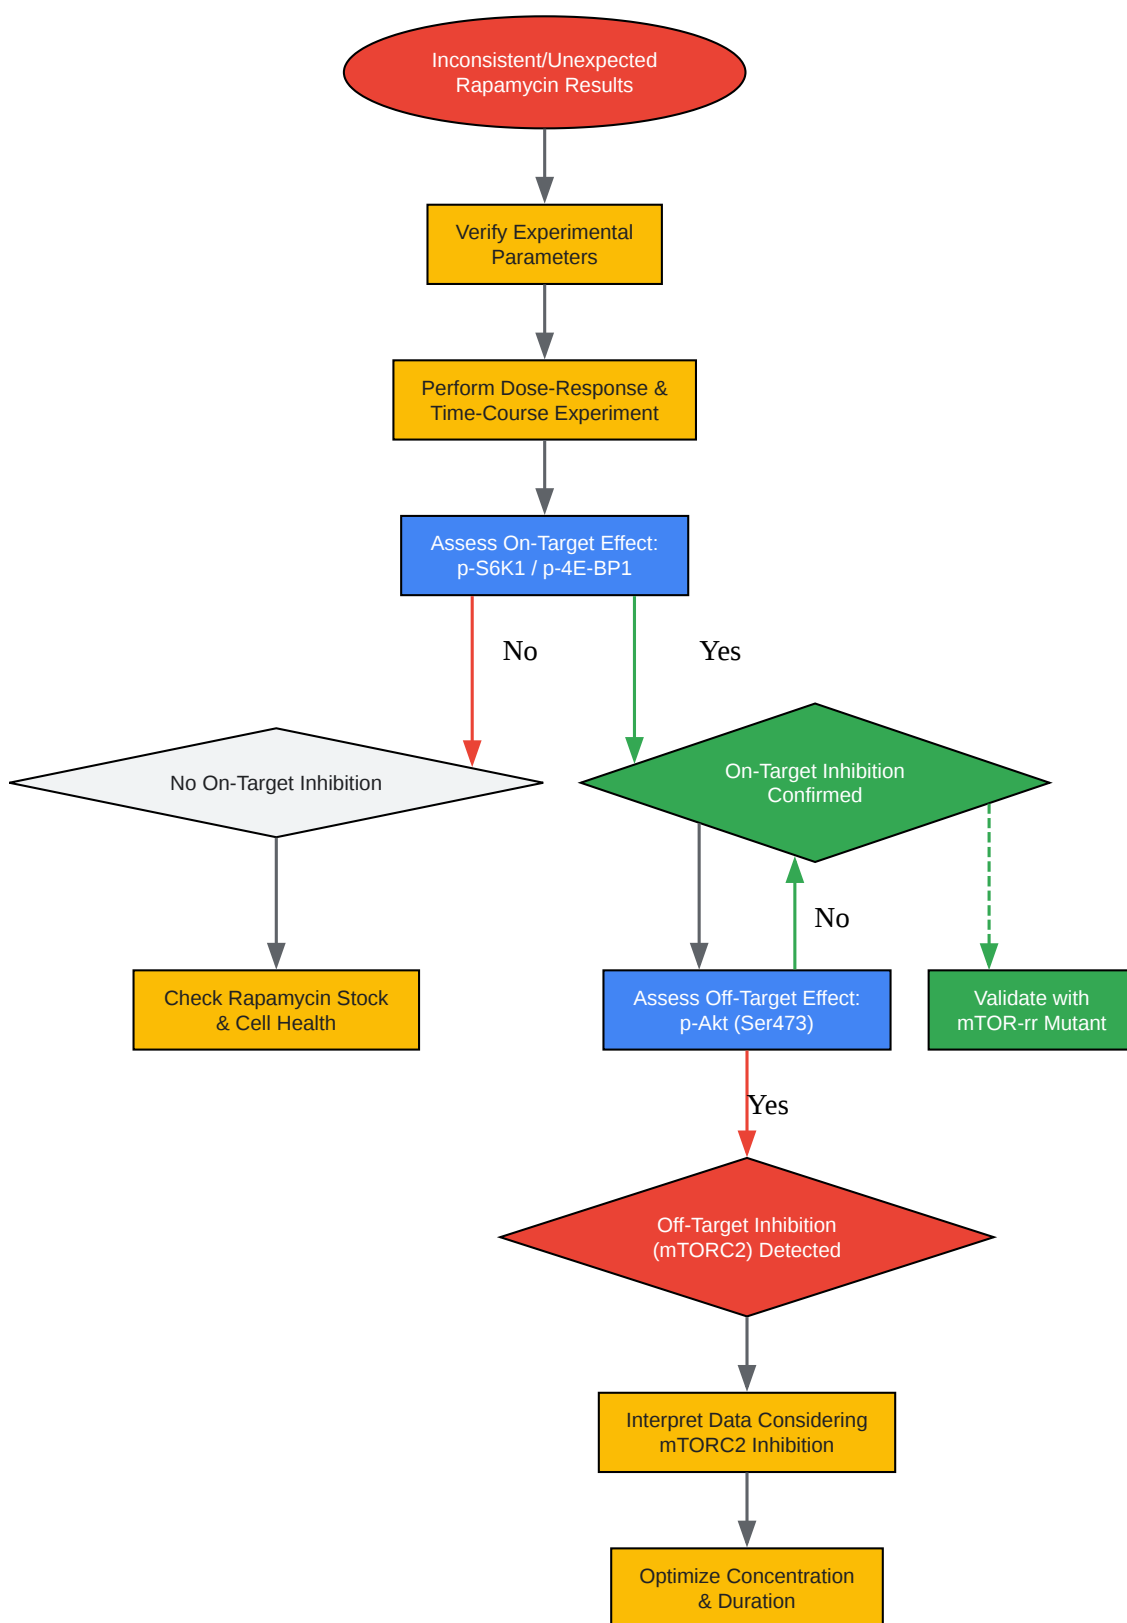 Inconsistent/Unexpected
Rapamycin Results
Verify Experimental
Parameters
Perform Dose-Response &
Time-Course Experiment
Assess On-Target Effect:
p-S6K1 / p-4E-BP1
No
Yes
No On-Target Inhibition
On-Target Inhibition
Confirmed
No
Check Rapamycin Stock
& Cell Health
Assess Off-Target Effect:
p-Akt (Ser473)
Validate with
mTOR-rr Mutant
Yes
Off-Target Inhibition
(mTORC2) Detected
Interpret Data Considering
mTORC2 Inhibition
Optimize Concentration
& Duration